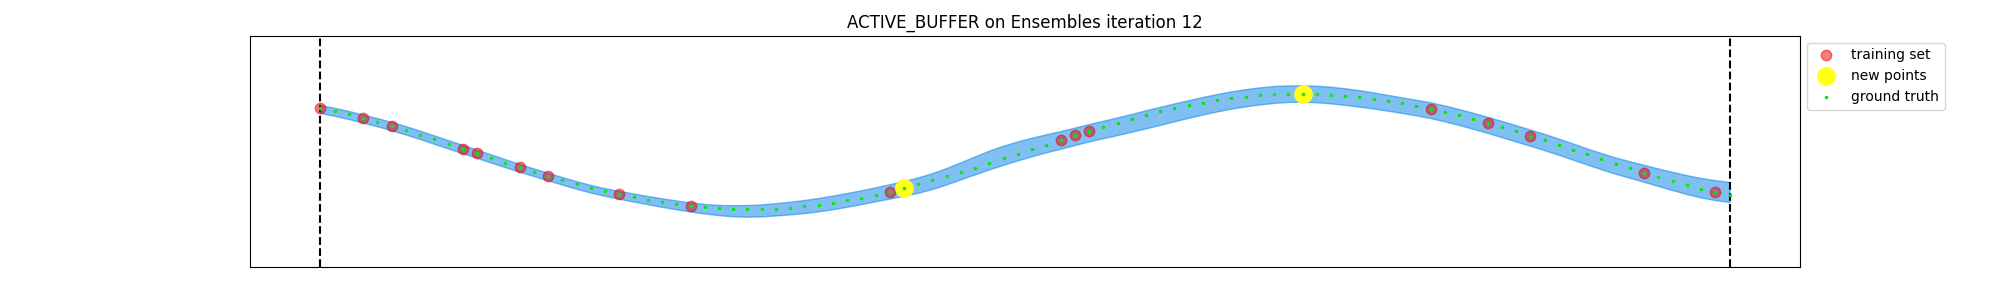 ACTIVE_BUFFER on Ensembles iteration 12
training set
new points
ground truth